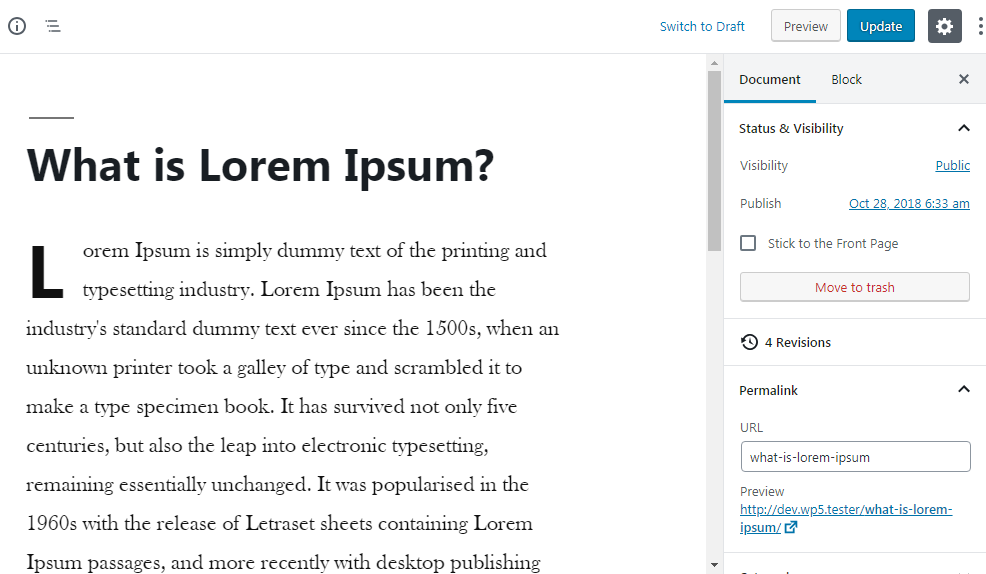 Switch to Draft
Preview
Update
Document
Block
What is Lorem Ipsum?
Lorem Ipsum is simply dummy text of the printing and
typesetting industry. Lorem Ipsum has been the
industry's standard dummy text ever since the 1500s, when an
unknown printer took a galley of type and scrambled it to
make a type specimen book. It has survived not only five
centuries, but also the leap into electronic typesetting,
remaining essentially unchanged. It was popularised in the
1960s with the release of Letraset sheets containing Lorem
Ipsum passages, and more recently with desktop publishing
Status & Visibility
Visibility
Public
Publish
Oct 28, 2018 6:33 am
Stick to the Front Page
Move to trash
4 Revisions
Permalink
URL
what-is-lorem-ipsum
Preview
http://dev.wp5.tester/what-is-lorem-
ipsum/